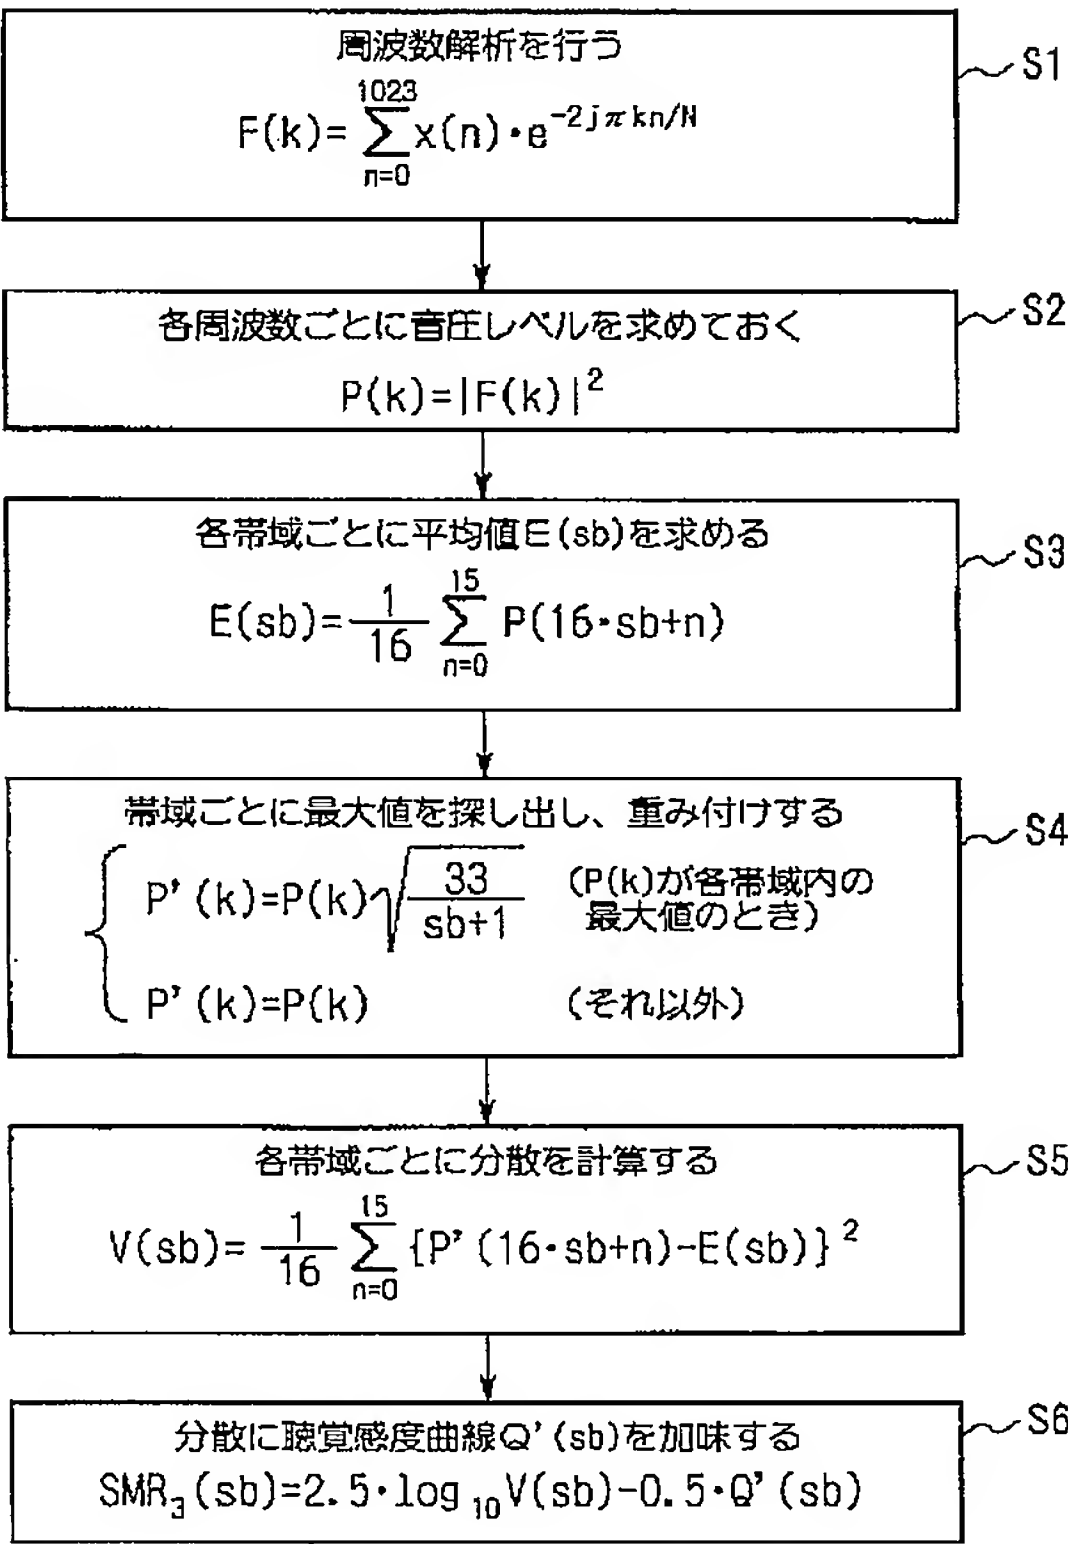 周波数解析を行う
F(k)=∑_{n=0}^{1023} x(n)・e^{-2jπkn/N}
S1
各周波数ごとに音圧レベルを求めておく
P(k)=|F(k)|²
S2
各帯域ごとに平均値E(sb)を求める
E(sb)=1/16 ∑_{n=0}^{15} P(16・sb+n)
S3
帯域ごとに最大値を探し出し、重み付けする
P'(k)=P(k)√(33/(sb+1)) (P(k)が各帯域内の
最大値のとき)
P'(k)=P(k) (それ以外)
S4
各帯域ごとに分散を計算する
V(sb)=1/16 ∑_{n=0}^{15} {P'(16・sb+n)-E(sb)}²
S5
分散に聴覚感度曲線Q'(sb)を加味する
SMR₃(sb)=2.5・log₁₀V(sb)-0.5・Q'(sb)
S6